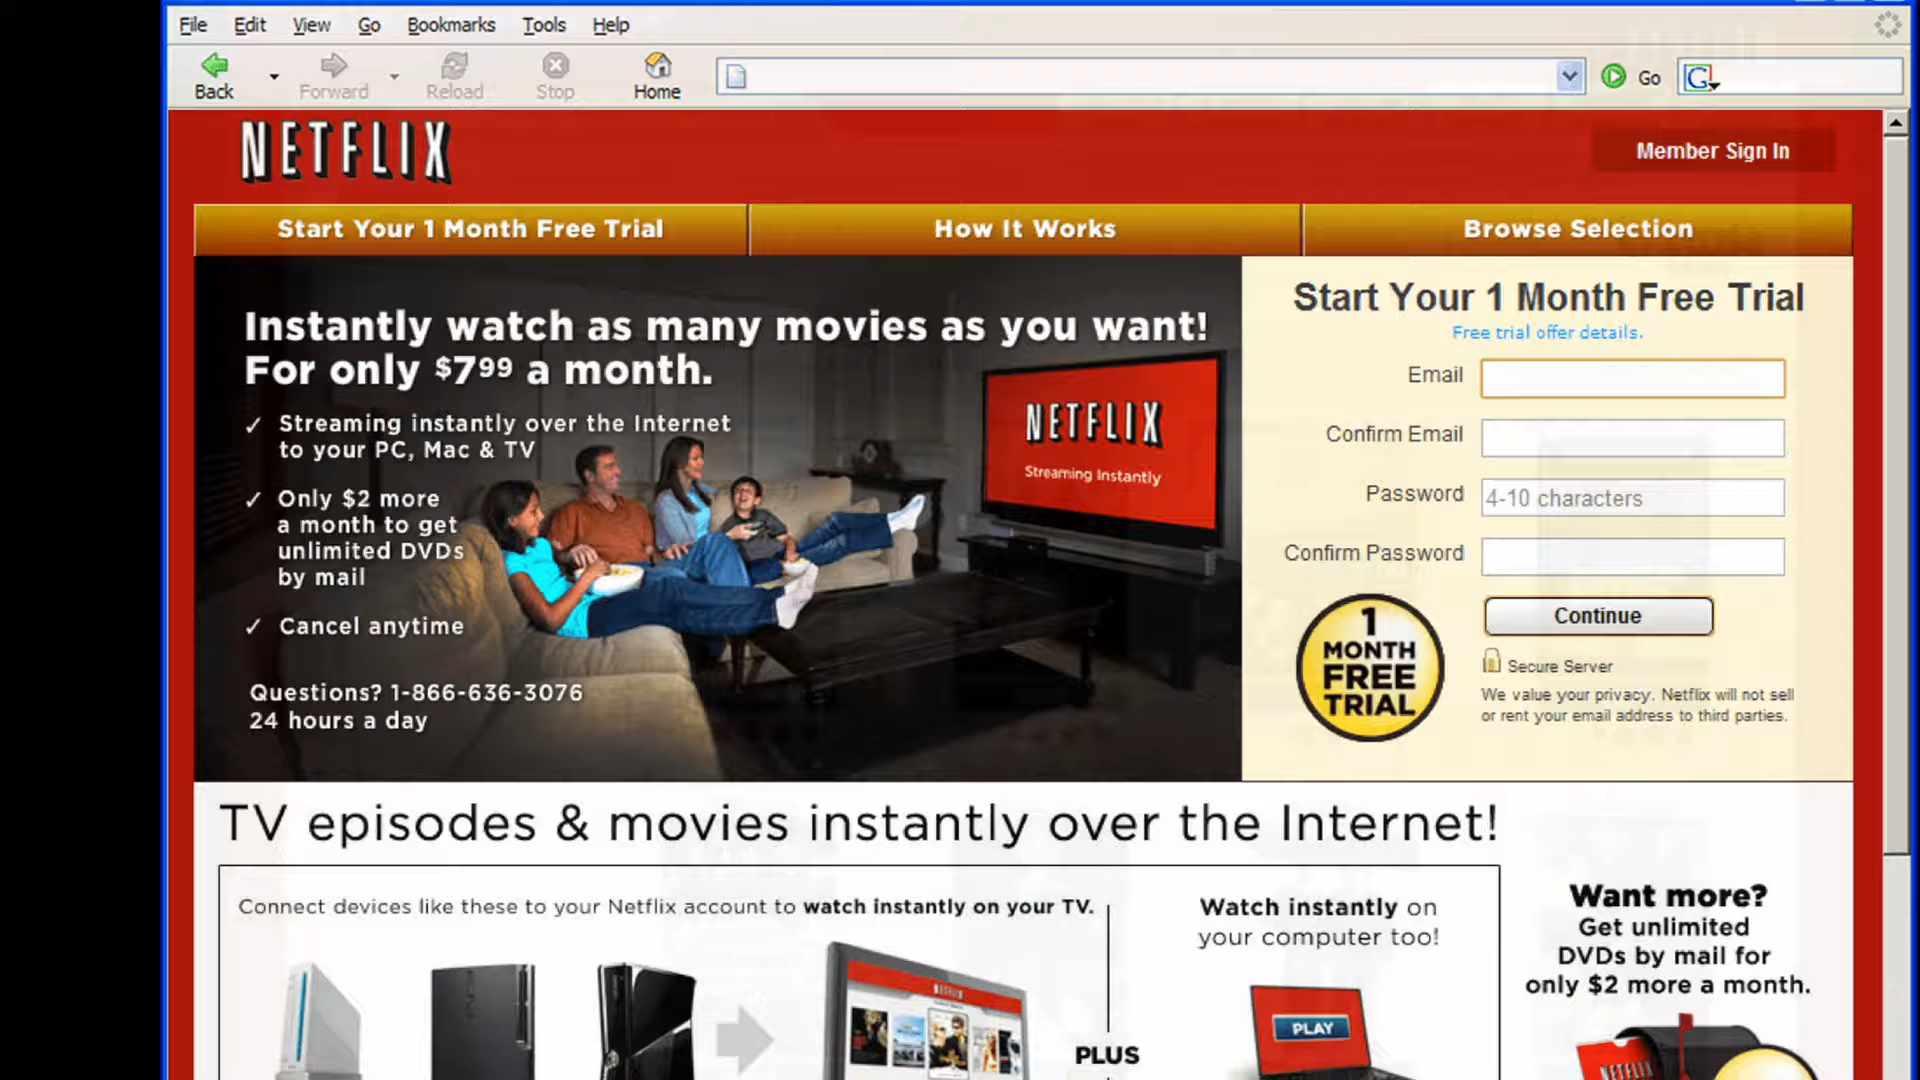 File Edit View Go Bookmarks Tools Help
Back Forward Reload Stop Home Go G
NETFLIX
Member Sign In
Start Your 1 Month Free Trial How It Works Browse Selection
Instantly watch as many movies as you want!
For only $7.99 a month.
✓ Streaming instantly over the Internet
to your PC, Mac & TV
✓ Only $2 more
a month to get
unlimited DVDs
by mail
✓ Cancel anytime
Questions? 1-866-636-3076
24 hours a day
NETFLIX
Streaming Instantly
Start Your 1 Month Free Trial
Free trial offer details.
Email
Confirm Email
Password 4-10 characters
Confirm Password
Continue
1
MONTH
FREE
TRIAL
Secure Server
We value your privacy. Netflix will not sell
or rent your email address to third parties.
TV episodes & movies instantly over the Internet!
Connect devices like these to your Netflix account to watch instantly on your TV.
NETFLIX
PLUS
Watch instantly on
your computer too!
PLAY
Want more?
Get unlimited
DVDs by mail for
only $2 more a month.
NETFLIX